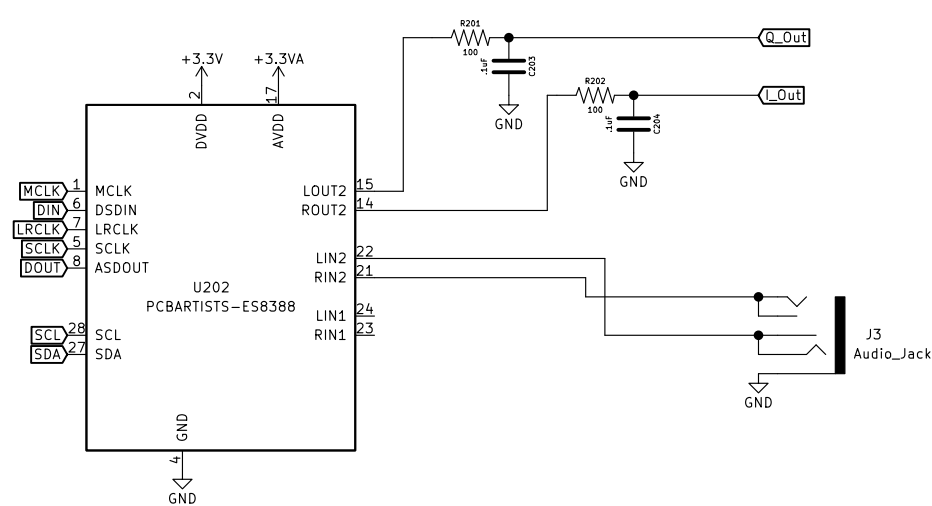 R201
100
Q_Out
.1uF
C203
GND
R202
100
I_Out
.1uF
C204
GND
+3.3V
+3.3VA
2
17
DVDD
AVDD
MCLK 1 MCLK
DIN 6 DSDIN
LRCLK 7 LRCLK
SCLK 5 SCLK
DOUT 8 ASDOUT
SCL 28 SCL
SDA 27 SDA
LOUT2 15
ROUT2 14
LIN2 22
RIN2 21
LIN1 24
RIN1 23
U202
PCBARTISTS-ES8388
GND
4
GND
J3
Audio_Jack
GND